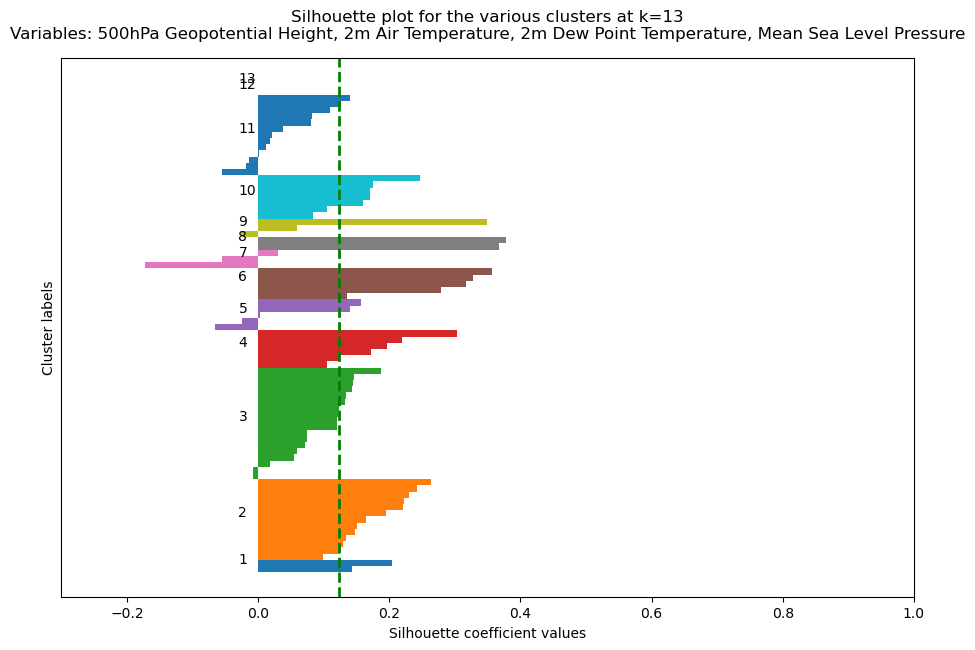 Silhouette plot for the various clusters at k=13
Variables: 500hPa Geopotential Height, 2m Air Temperature, 2m Dew Point Temperature, Mean Sea Level Pressure
Cluster labels
13
12
11
10
9
8
7
6
5
4
3
2
1
−0.2 0.0 0.2 0.4 0.6 0.8 1.0
Silhouette coefficient values